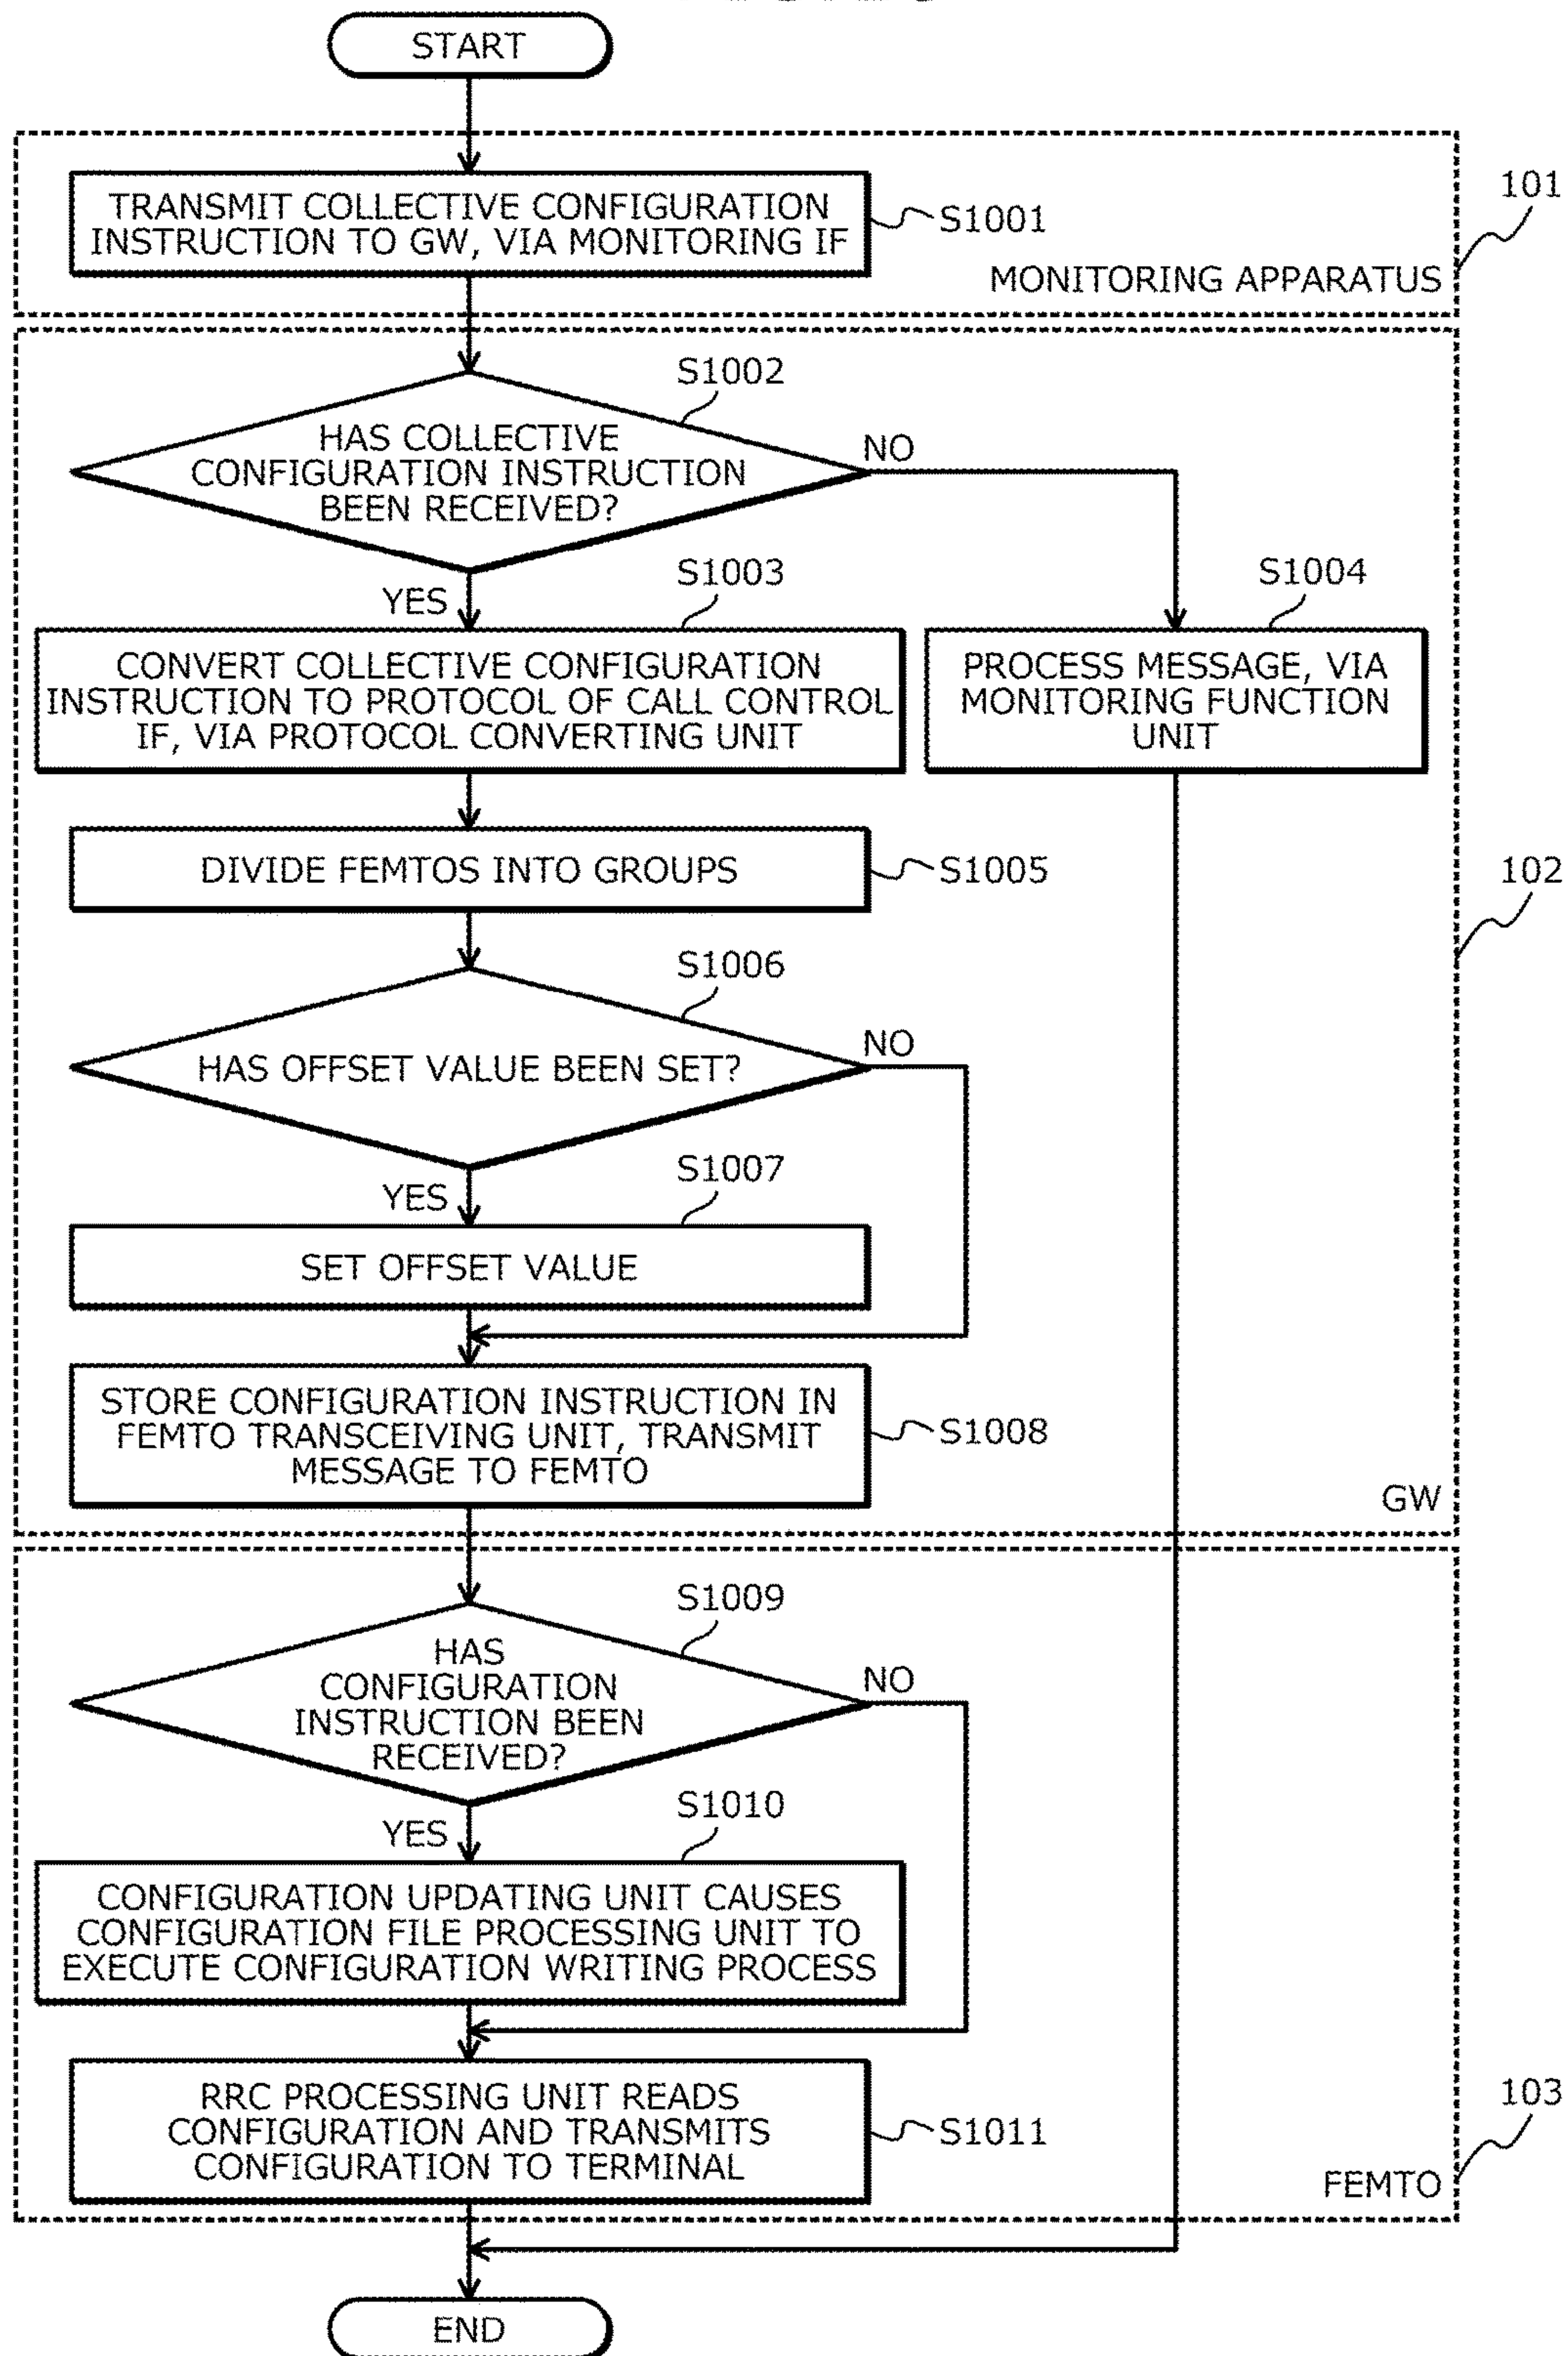 START
TRANSMIT COLLECTIVE CONFIGURATION
INSTRUCTION TO GW, VIA MONITORING IF
S1001
101
MONITORING APPARATUS
S1002
HAS COLLECTIVE
CONFIGURATION INSTRUCTION
BEEN RECEIVED?
NO
YES
S1003
S1004
CONVERT COLLECTIVE CONFIGURATION
INSTRUCTION TO PROTOCOL OF CALL CONTROL
IF, VIA PROTOCOL CONVERTING UNIT
PROCESS MESSAGE, VIA
MONITORING FUNCTION
UNIT
DIVIDE FEMTOS INTO GROUPS
S1005
102
S1006
HAS OFFSET VALUE BEEN SET?
NO
YES
S1007
SET OFFSET VALUE
STORE CONFIGURATION INSTRUCTION IN
FEMTO TRANSCEIVING UNIT, TRANSMIT
MESSAGE TO FEMTO
S1008
GW
S1009
HAS
CONFIGURATION
INSTRUCTION BEEN
RECEIVED?
NO
YES
S1010
CONFIGURATION UPDATING UNIT CAUSES
CONFIGURATION FILE PROCESSING UNIT TO
EXECUTE CONFIGURATION WRITING PROCESS
RRC PROCESSING UNIT READS
CONFIGURATION AND TRANSMITS
CONFIGURATION TO TERMINAL
S1011
103
FEMTO
END